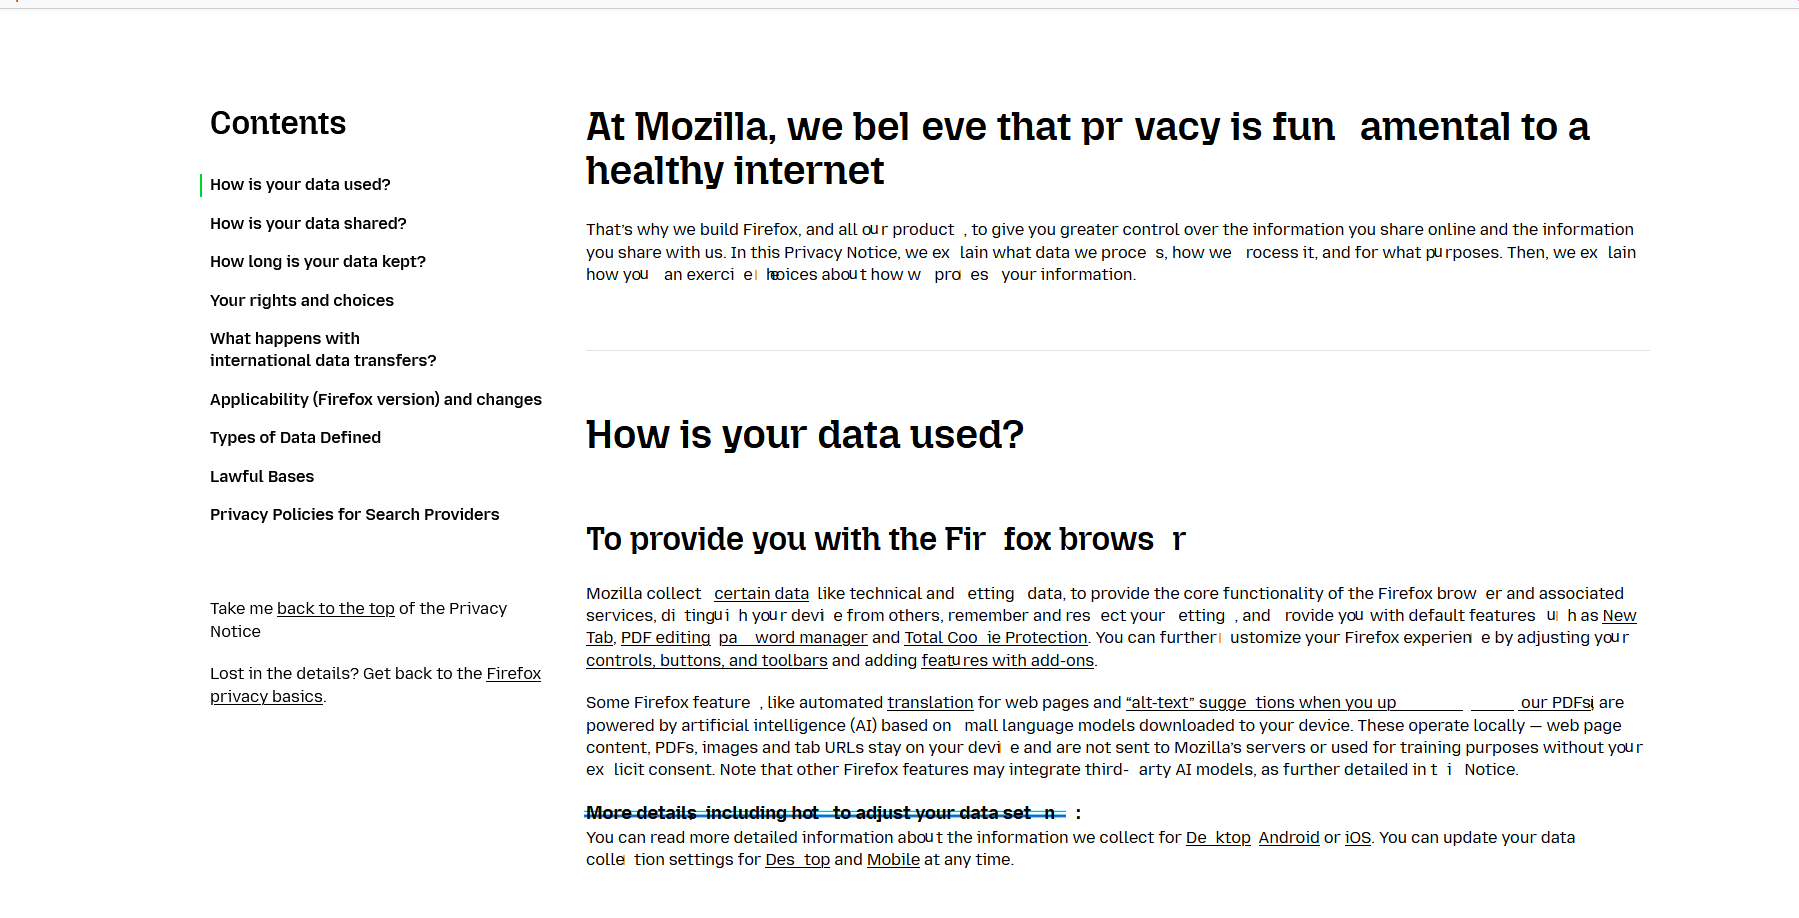 Contents
How is your data used?
How is your data shared?
How long is your data kept?
Your rights and choices
What happens with
international data transfers?
Applicability (Firefox version) and changes
Types of Data Defined
Lawful Bases
Privacy Policies for Search Providers
Take me back to the top of the Privacy
Notice
Lost in the details? Get back to the Firefox
privacy basics.
At Mozilla, we bel eve that pr vacy is fun amental to a
healthy internet
That's why we build Firefox, and all our product , to give you greater control over the information you share online and the information
you share with us. In this Privacy Notice, we ex lain what data we proce s, how we rocess it, and for what purposes. Then, we ex lain
how you an exerci e hoices about how w pro es your information.
How is your data used?
To provide you with the Fir fox brows r
Mozilla collect certain data like technical and etting data, to provide the core functionality of the Firefox brow er and associated
services, di tingui h your devi e from others, remember and res ect your etting , and rovide you with default features u h as New
Tab, PDF editing pa word manager and Total Coo ie Protection. You can further ustomize your Firefox experien e by adjusting your
controls, buttons, and toolbars and adding features with add-ons.
Some Firefox feature , like automated translation for web pages and “alt-text” sugge tions when you up our PDFs, are
powered by artificial intelligence (AI) based on mall language models downloaded to your device. These operate locally — web page
content, PDFs, images and tab URLs stay on your devi e and are not sent to Mozilla's servers or used for training purposes without your
ex licit consent. Note that other Firefox features may integrate third- arty AI models, as further detailed in t i Notice.
More details including ho to adjust your data set n :
You can read more detailed information about the information we collect for De ktop Android or iOS. You can update your data
colle tion settings for Des top and Mobile at any time.